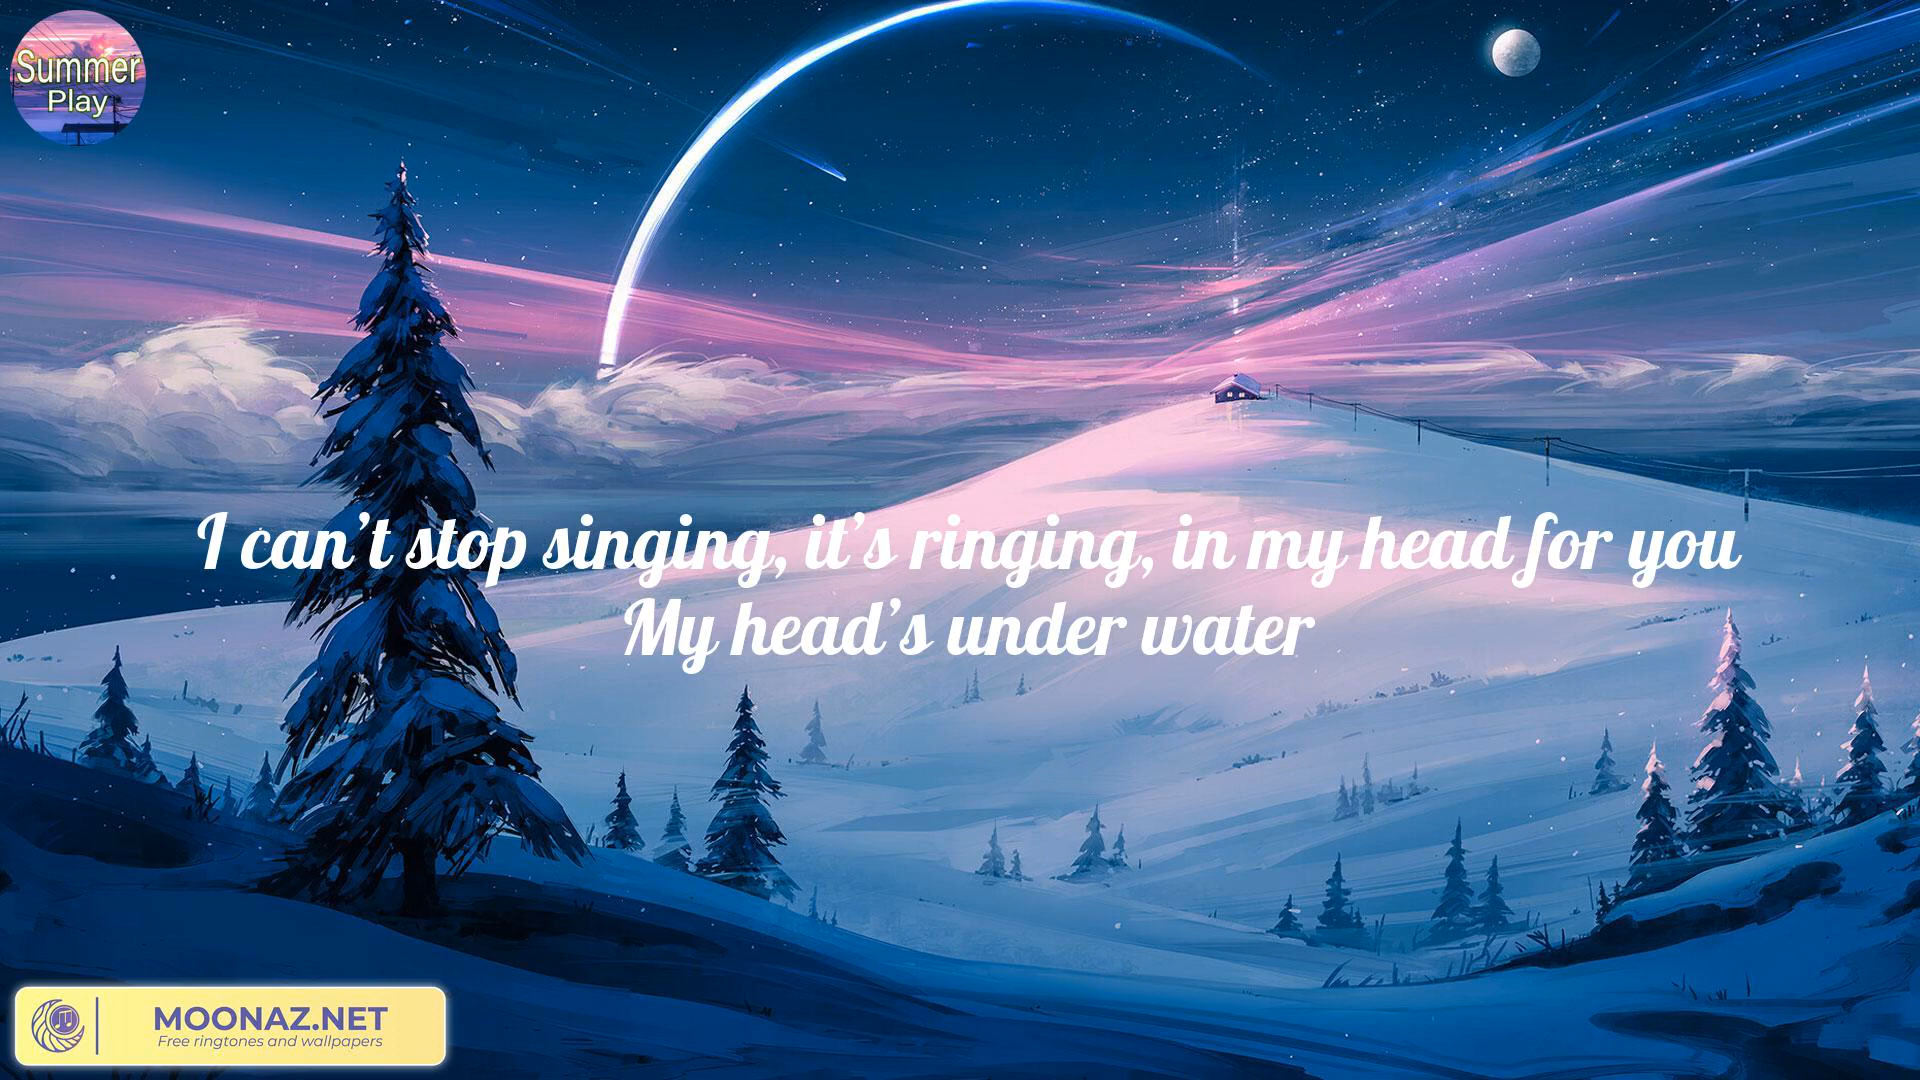 Summer
Play
I can't stop singing, it's ringing, in my head for you
My head's under water
MOONAZ.NET
Free ringtones and wallpapers